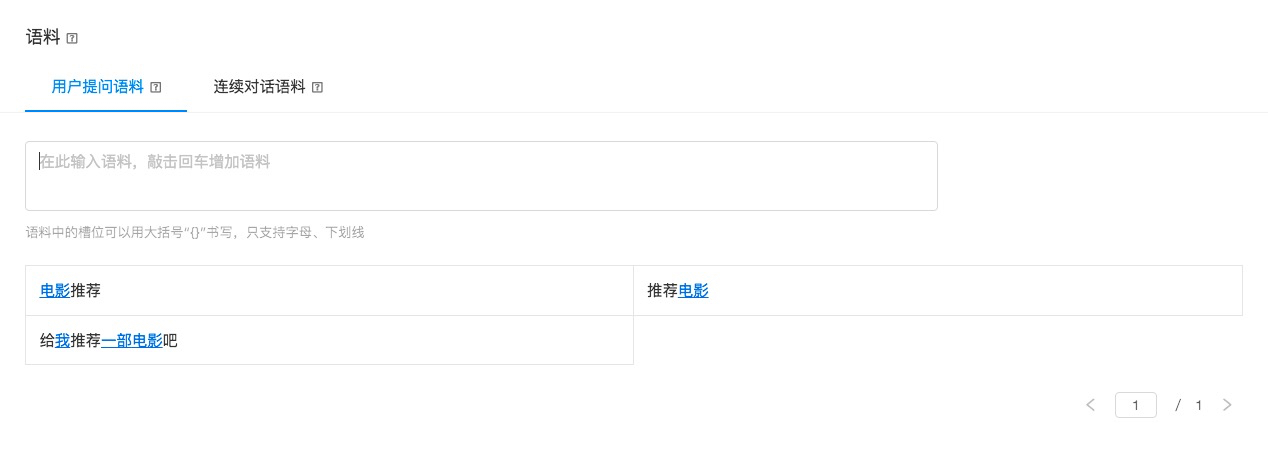 语料
用户提问语料 连续对话语料
在此输入语料，敲击回车增加语料
语料中的槽位可以用大括号“{}”书写，只支持字母、下划线
电影推荐 推荐电影
给我推荐一部电影吧
1 / 1